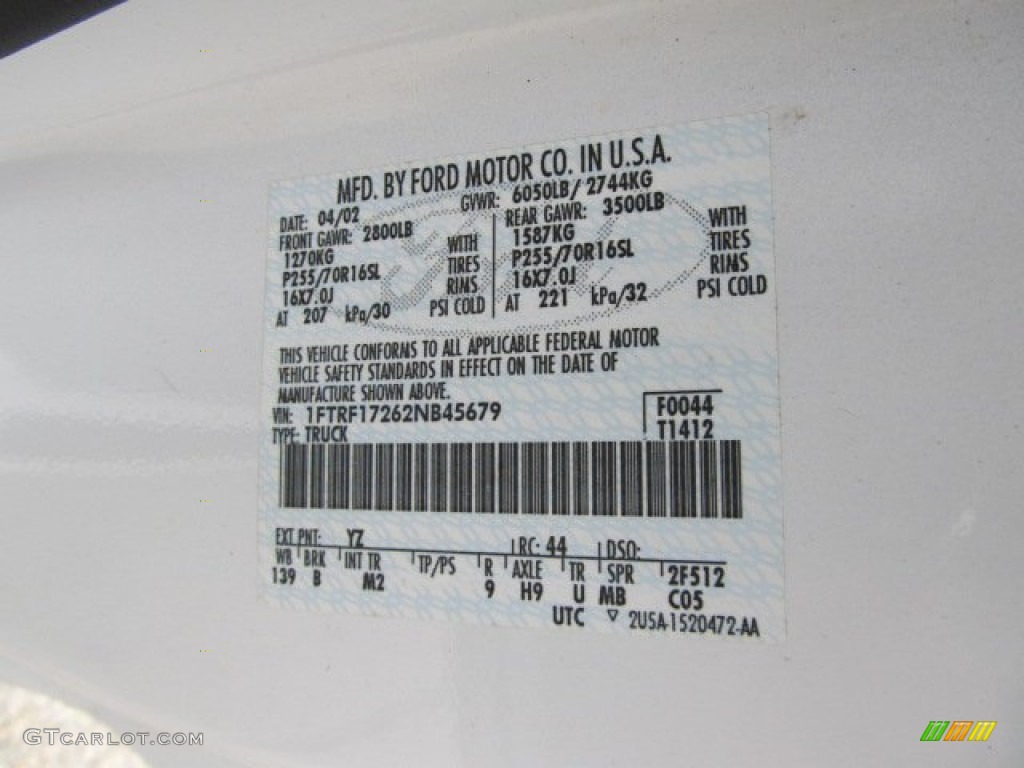 MFD. BY FORD MOTOR CO. IN U.S.A.
DATE: 04/02 GVWR: 6050LB/ 2744KG
FRONT GAWR: 2800LB REAR GAWR: 3500LB
1270KG WITH 1587KG WITH
P255/70R16SL TIRES P255/70R16SL TIRES
16X7.0J RIMS 16X7.0J RIMS
AT 207 kPa/30 PSI COLD AT 221 kPa/32 PSI COLD
THIS VEHICLE CONFORMS TO ALL APPLICABLE FEDERAL MOTOR
VEHICLE SAFETY STANDARDS IN EFFECT ON THE DATE OF
MANUFACTURE SHOWN ABOVE.
VIN: 1FTRF17262NB45679 F0044
TYPE: TRUCK T1412
EXT PNT: YZ RC: 44 DSO:
WB BRK INT TR TP/PS R AXLE TR SPR 2F512
139 B M2 9 H9 U MB C05
UTC ▽ 2USA-1520472-AA
GTCARLOT.COM